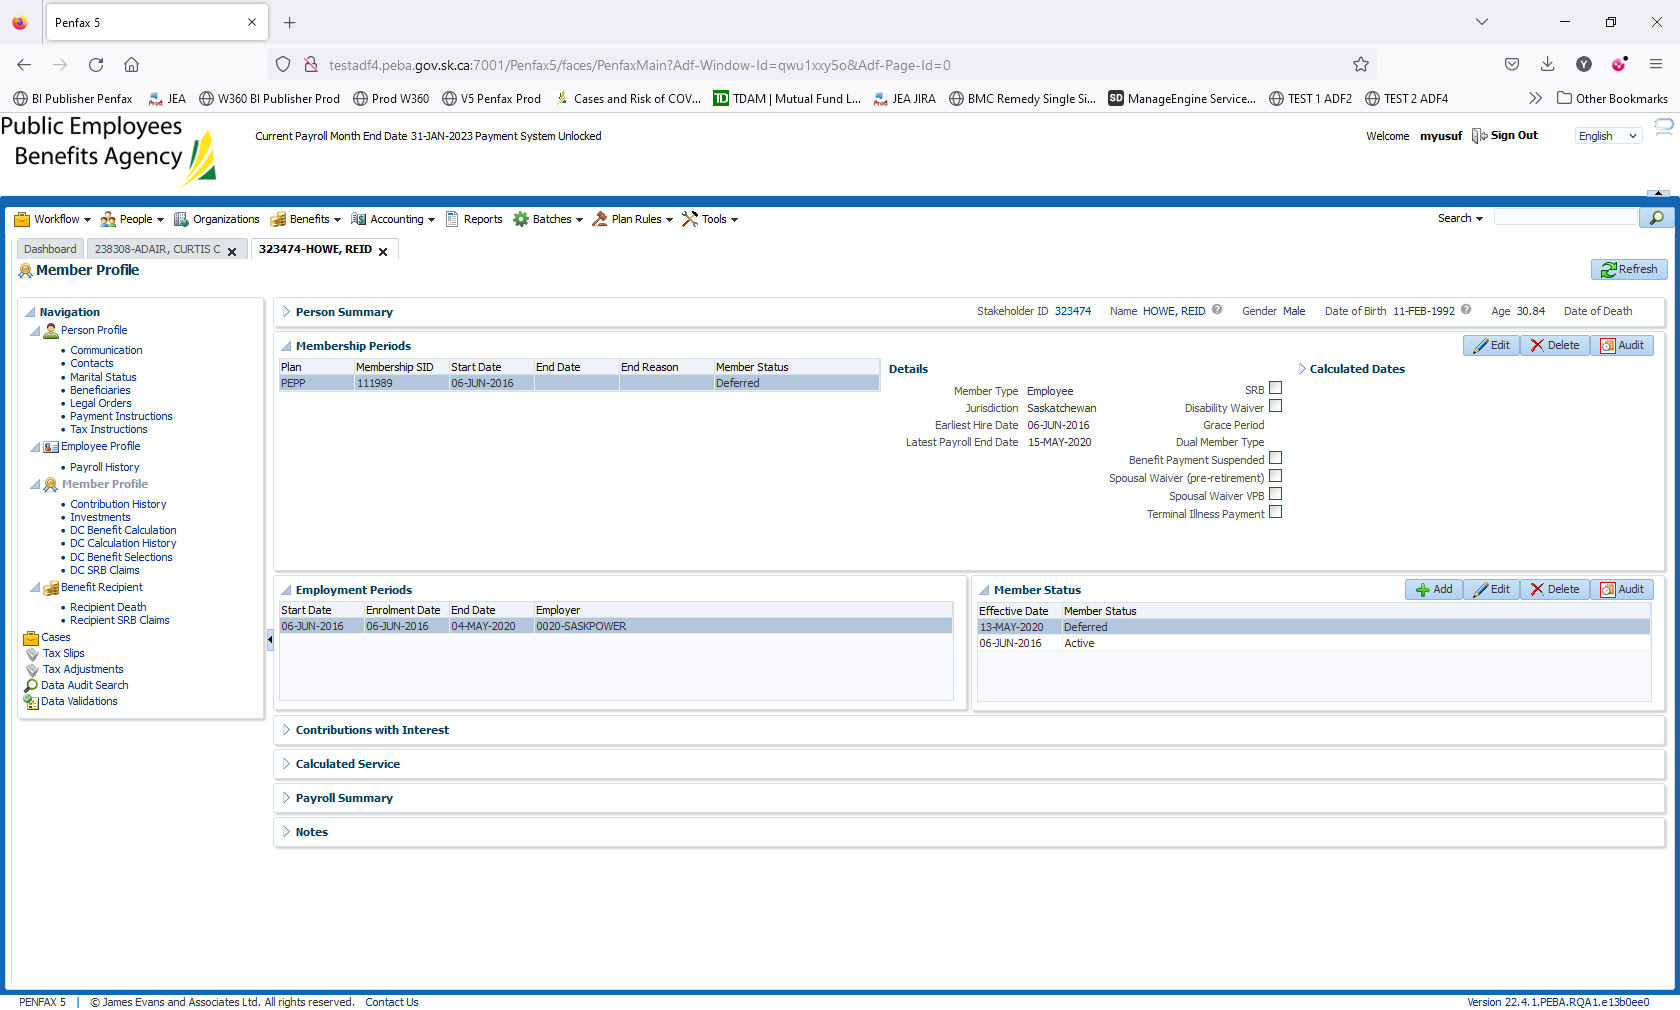 Penfax 5
testadf4.peba.gov.sk.ca:7001/Penfax5/faces/PenfaxMain?Adf-Window-Id=qwu1xxy5o&Adf-Page-Id=0
BI Publisher Penfax JEA W360 BI Publisher Prod Prod W360 V5 Penfax Prod Cases and Risk of COV... TD TDAM | Mutual Fund L... JEA JIRA BMC Remedy Single Si... SD ManageEngine Service... TEST 1 ADF2 TEST 2 ADF4 Other Bookmarks
Public Employees
Benefits Agency
Current Payroll Month End Date 31-JAN-2023 Payment System Unlocked
Welcome myusuf Sign Out English
Workflow People Organizations Benefits Accounting Reports Batches Plan Rules Tools Search
Dashboard 238308-ADAIR, CURTIS C 323474-HOWE, REID
Member Profile
Refresh
Navigation
Person Profile
Communication
Contacts
Marital Status
Beneficiaries
Legal Orders
Payment Instructions
Tax Instructions
Employee Profile
Payroll History
Member Profile
Contribution History
Investments
DC Benefit Calculation
DC Calculation History
DC Benefit Selections
DC SRB Claims
Benefit Recipient
Recipient Death
Recipient SRB Claims
Cases
Tax Slips
Tax Adjustments
Data Audit Search
Data Validations
Person Summary Stakeholder ID 323474 Name HOWE, REID Gender Male Date of Birth 11-FEB-1992 Age 30.84 Date of Death
Membership Periods
Edit Delete Audit
Plan Membership SID Start Date End Date End Reason Member Status
PEPP 111989 06-JUN-2016 Deferred
Details
Member Type Employee
Jurisdiction Saskatchewan
Earliest Hire Date 06-JUN-2016
Latest Payroll End Date 15-MAY-2020
SRB
Disability Waiver
Grace Period
Dual Member Type
Benefit Payment Suspended
Spousal Waiver (pre-retirement)
Spousal Waiver VPB
Terminal Illness Payment
Calculated Dates
Employment Periods
Start Date Enrolment Date End Date Employer
06-JUN-2016 06-JUN-2016 04-MAY-2020 0020-SASKPOWER
Member Status
Add Edit Delete Audit
Effective Date Member Status
13-MAY-2020 Deferred
06-JUN-2016 Active
Contributions with Interest
Calculated Service
Payroll Summary
Notes
PENFAX 5 | © James Evans and Associates Ltd. All rights reserved. Contact Us
Version 22.4.1.PEBA.RQA1.e13b0ee0